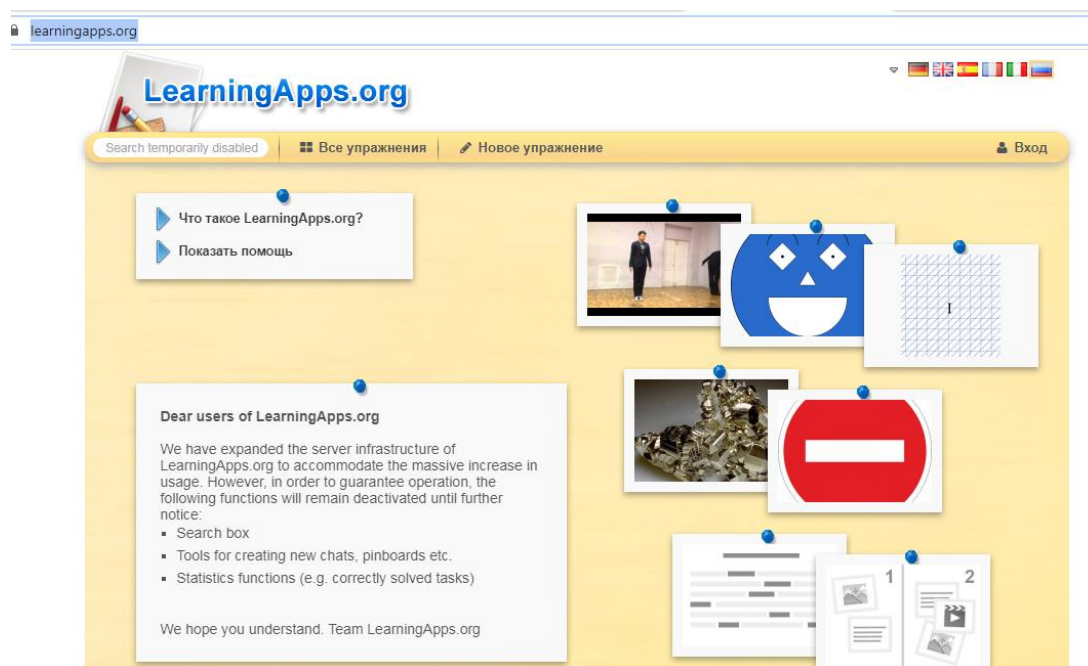 learningapps.org
LearningApps.org
Search temporarily disabled
Все упражнения
Новое упражнение
Вход
Что такое LearningApps.org?
Показать помощь
I
Dear users of LearningApps.org
We have expanded the server infrastructure of
LearningApps.org to accommodate the massive increase in
usage. However, in order to guarantee operation, the
following functions will remain deactivated until further
notice:
▪ Search box
▪ Tools for creating new chats, pinboards etc.
▪ Statistics functions (e.g. correctly solved tasks)
We hope you understand. Team LearningApps.org
1
2